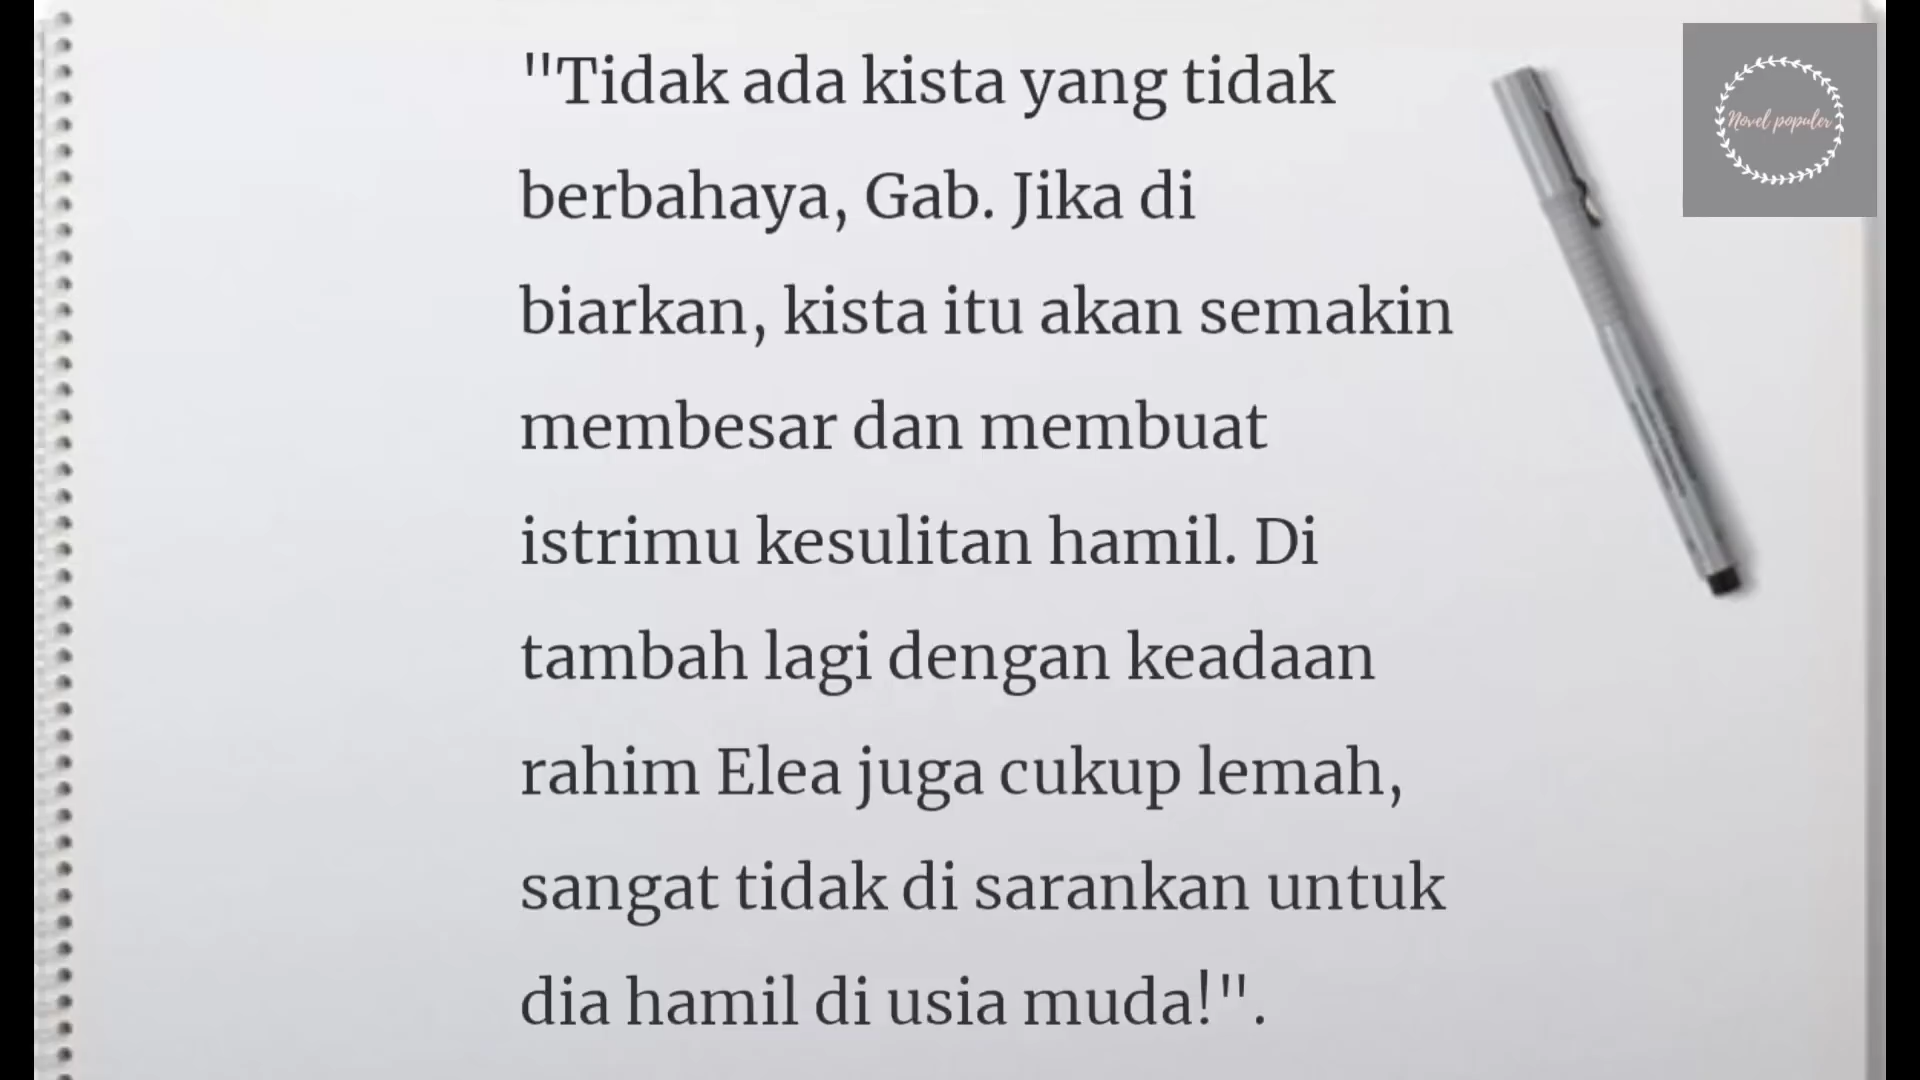 "Tidak ada kista yang tidak
berbahaya, Gab. Jika di
biarkan, kista itu akan semakin
membesar dan membuat
istrimu kesulitan hamil. Di
tambah lagi dengan keadaan
rahim Elea juga cukup lemah,
sangat tidak di sarankan untuk
dia hamil di usia muda!".
Novel populer